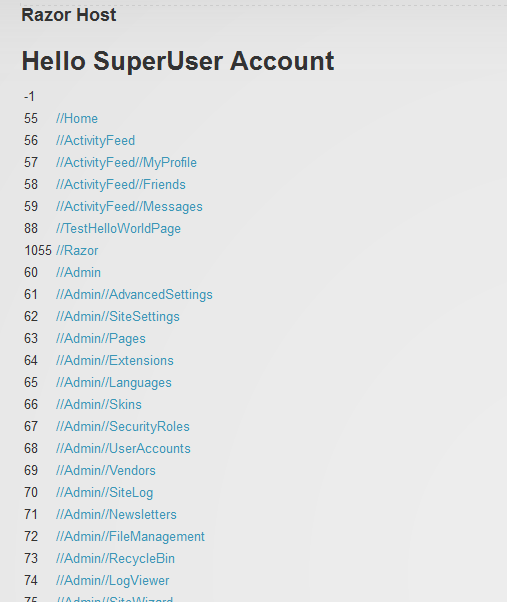 Razor Host
Hello SuperUser Account
-1
55 //Home
56 //ActivityFeed
57 //ActivityFeed//MyProfile
58 //ActivityFeed//Friends
59 //ActivityFeed//Messages
88 //TestHelloWorldPage
1055 //Razor
60 //Admin
61 //Admin//AdvancedSettings
62 //Admin//SiteSettings
63 //Admin//Pages
64 //Admin//Extensions
65 //Admin//Languages
66 //Admin//Skins
67 //Admin//SecurityRoles
68 //Admin//UserAccounts
69 //Admin//Vendors
70 //Admin//SiteLog
71 //Admin//Newsletters
72 //Admin//FileManagement
73 //Admin//RecycleBin
74 //Admin//LogViewer
75 //Admin//SiteWizard